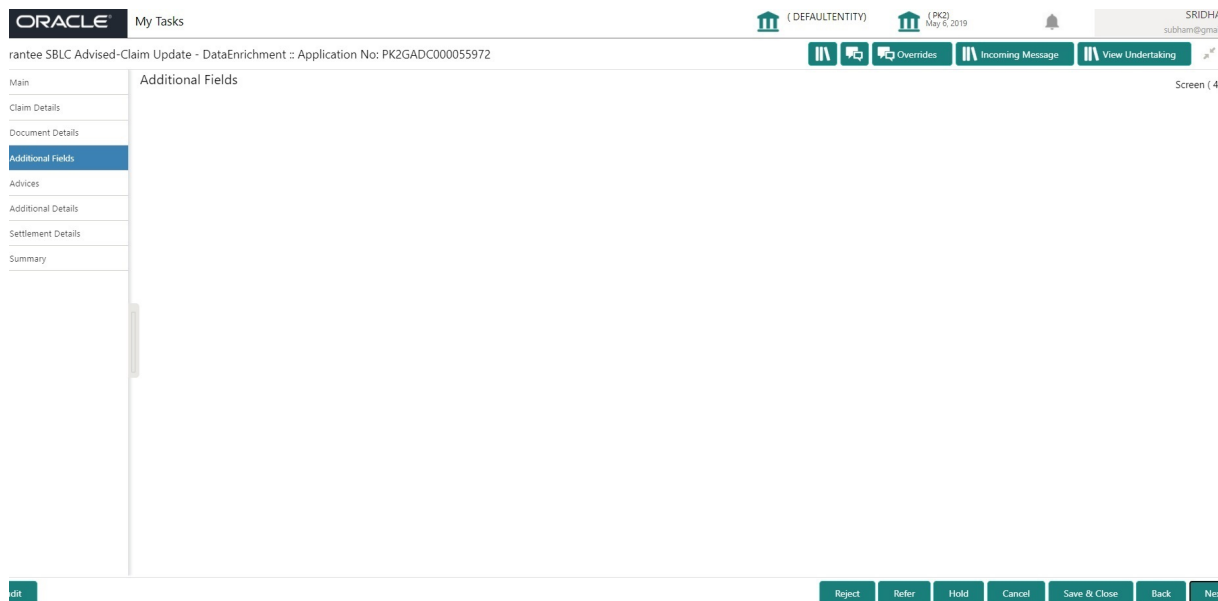 ORACLE
My Tasks
( DEFAULTENTITY)
( PK2)
May 6, 2019
SRIDHA
subham@gma
rantee SBLC Advised-Claim Update - DataEnrichment :: Application No: PK2GADC000055972
Overrides
Incoming Message
View Undertaking
Main
Claim Details
Document Details
Additional Fields
Advices
Additional Details
Settlement Details
Summary
Additional Fields
Screen ( 4
dit
Reject
Refer
Hold
Cancel
Save & Close
Back
Ne